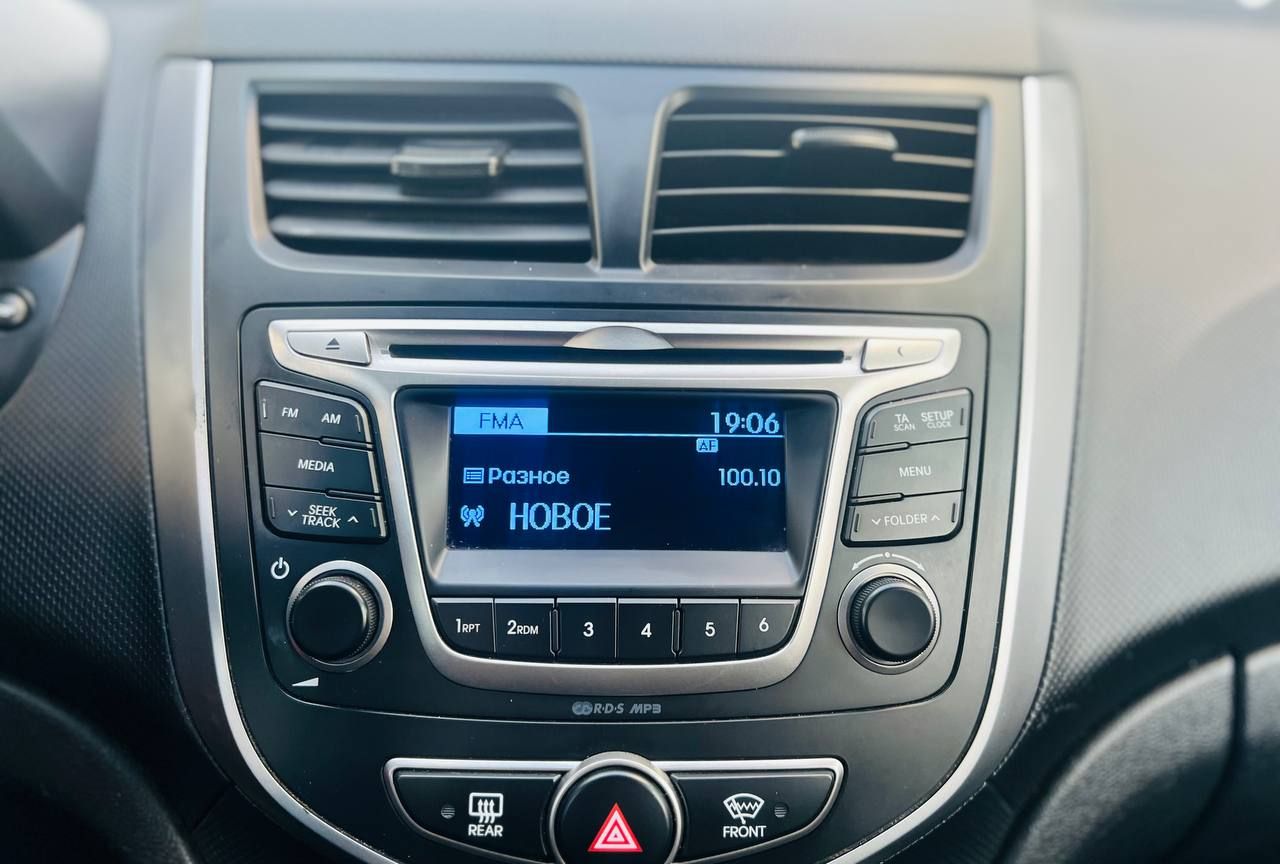 FM AM
MEDIA
SEEK
TRACK
FMA 19:06
AF
Разное 100.10
НОВОЕ
TA SETUP
SCAN CLOCK
MENU
FOLDER
1RPT 2RDM 3 4 5 6
R·D·S MP3
REAR
FRONT